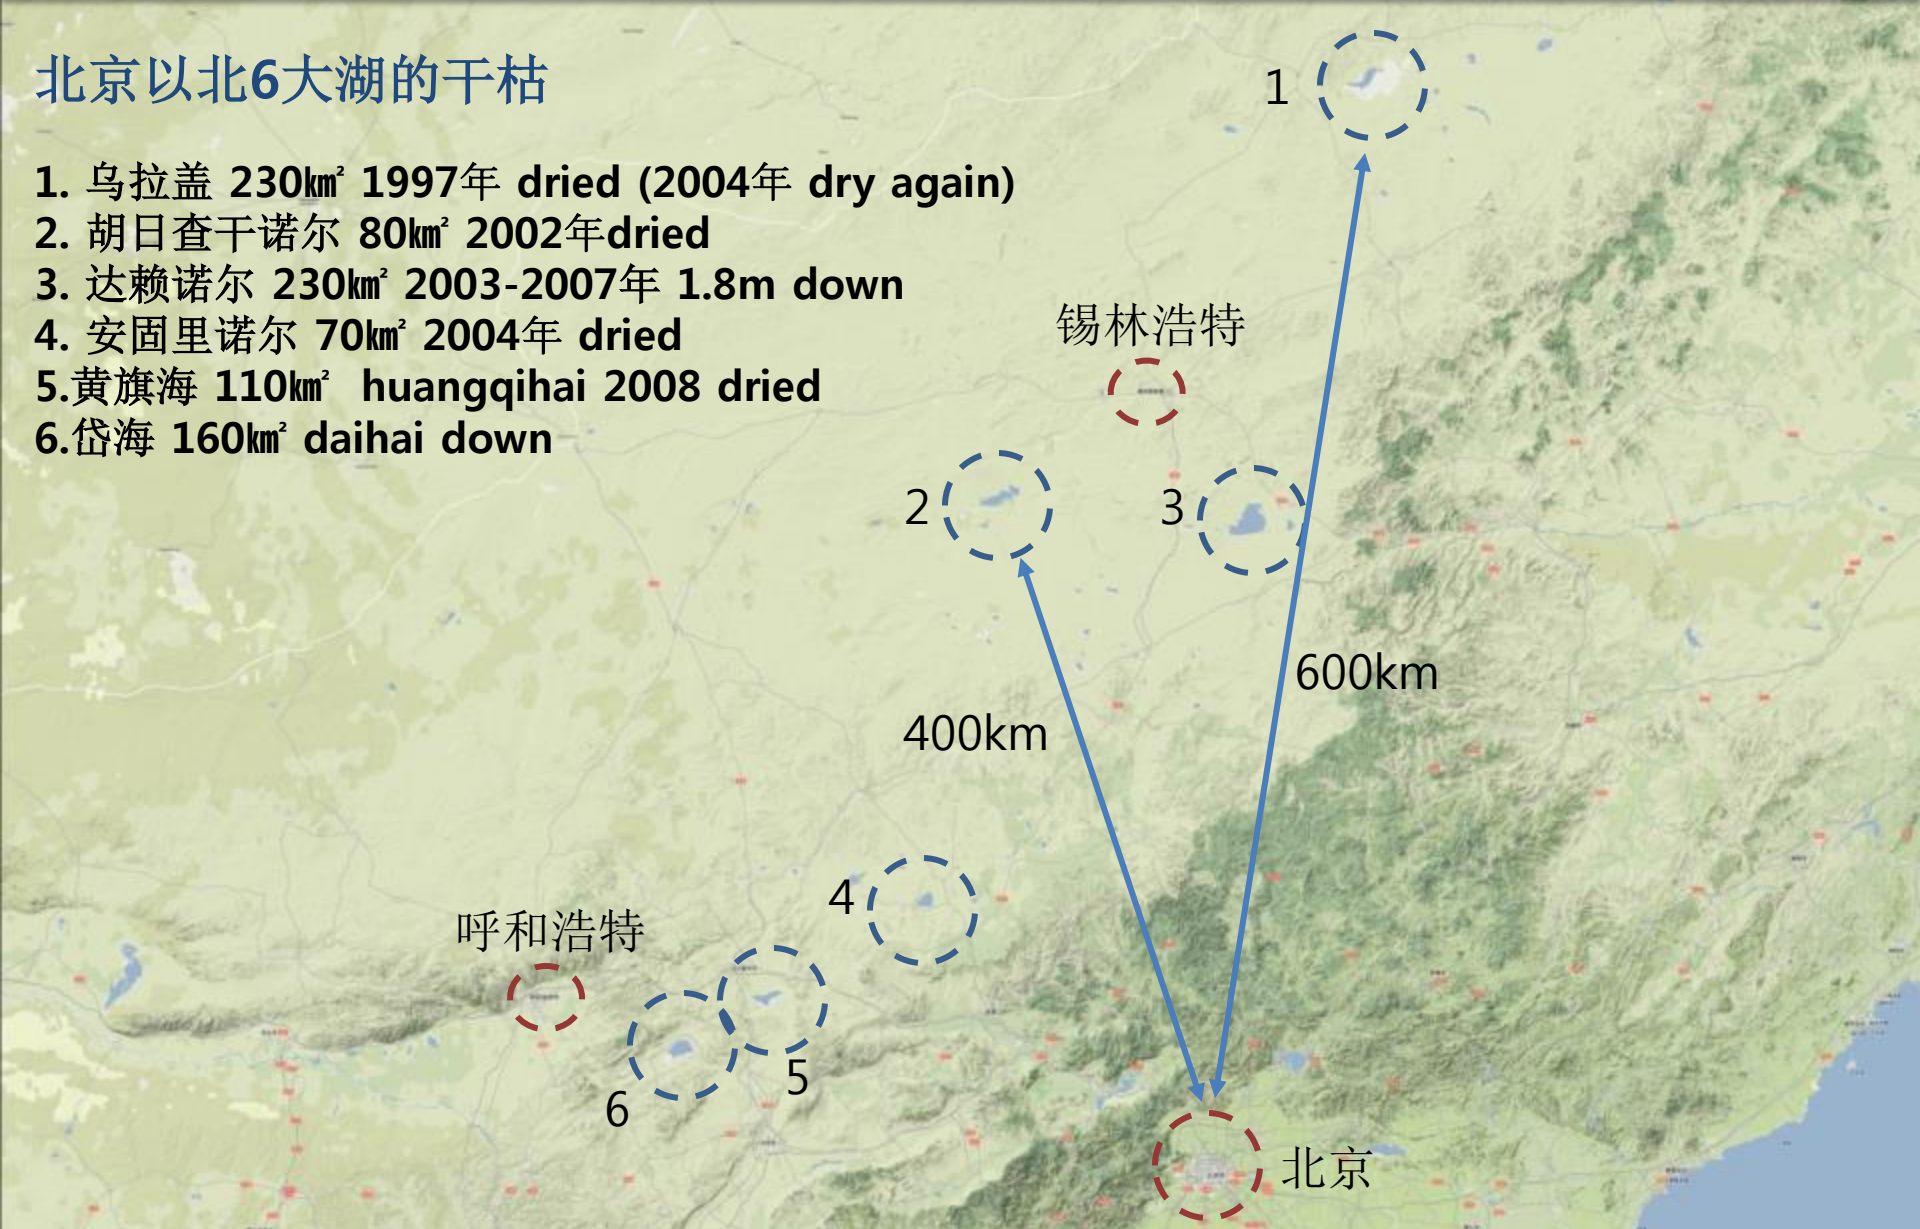 北京以北6大湖的干枯
1. 乌拉盖 230㎢ 1997年 dried (2004年 dry again)
2. 胡日查干诺尔 80㎢ 2002年dried
3. 达赖诺尔 230㎢ 2003-2007年 1.8m down
4. 安固里诺尔 70㎢ 2004年 dried
5.黄旗海 110㎢ huangqihai 2008 dried
6.岱海 160㎢ daihai down
1
锡林浩特
2
3
600km
400km
4
呼和浩特
5
6
北京